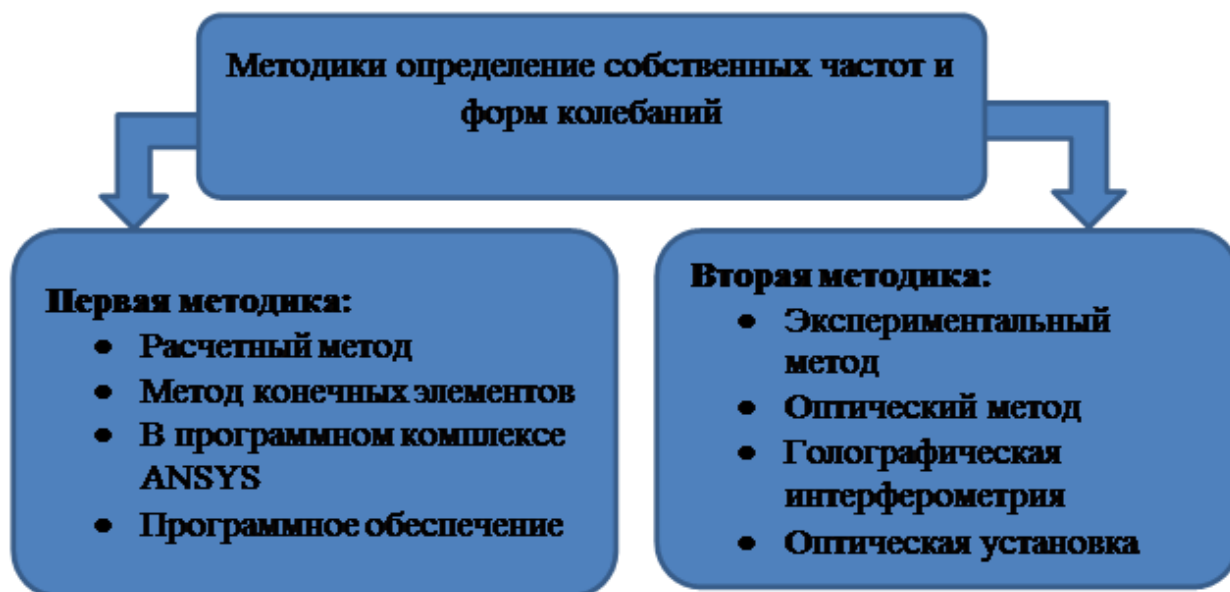 Методики определение собственных частот и
форм колебаний
Первая методика:
• Расчетный метод
• Метод конечных элементов
• В программном комплексе
ANSYS
• Программное обеспечение
Вторая методика:
• Экспериментальный
метод
• Оптический метод
• Голографическая
интерферометрия
• Оптическая установка